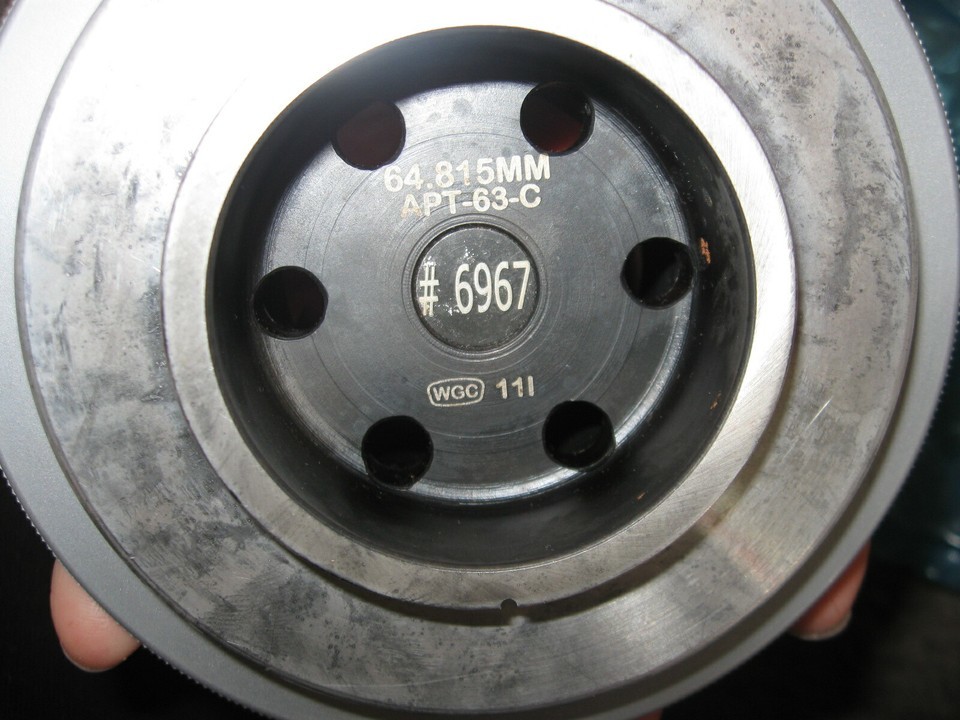 64.815MM
APT-63-C
# 6967
WGC 11I